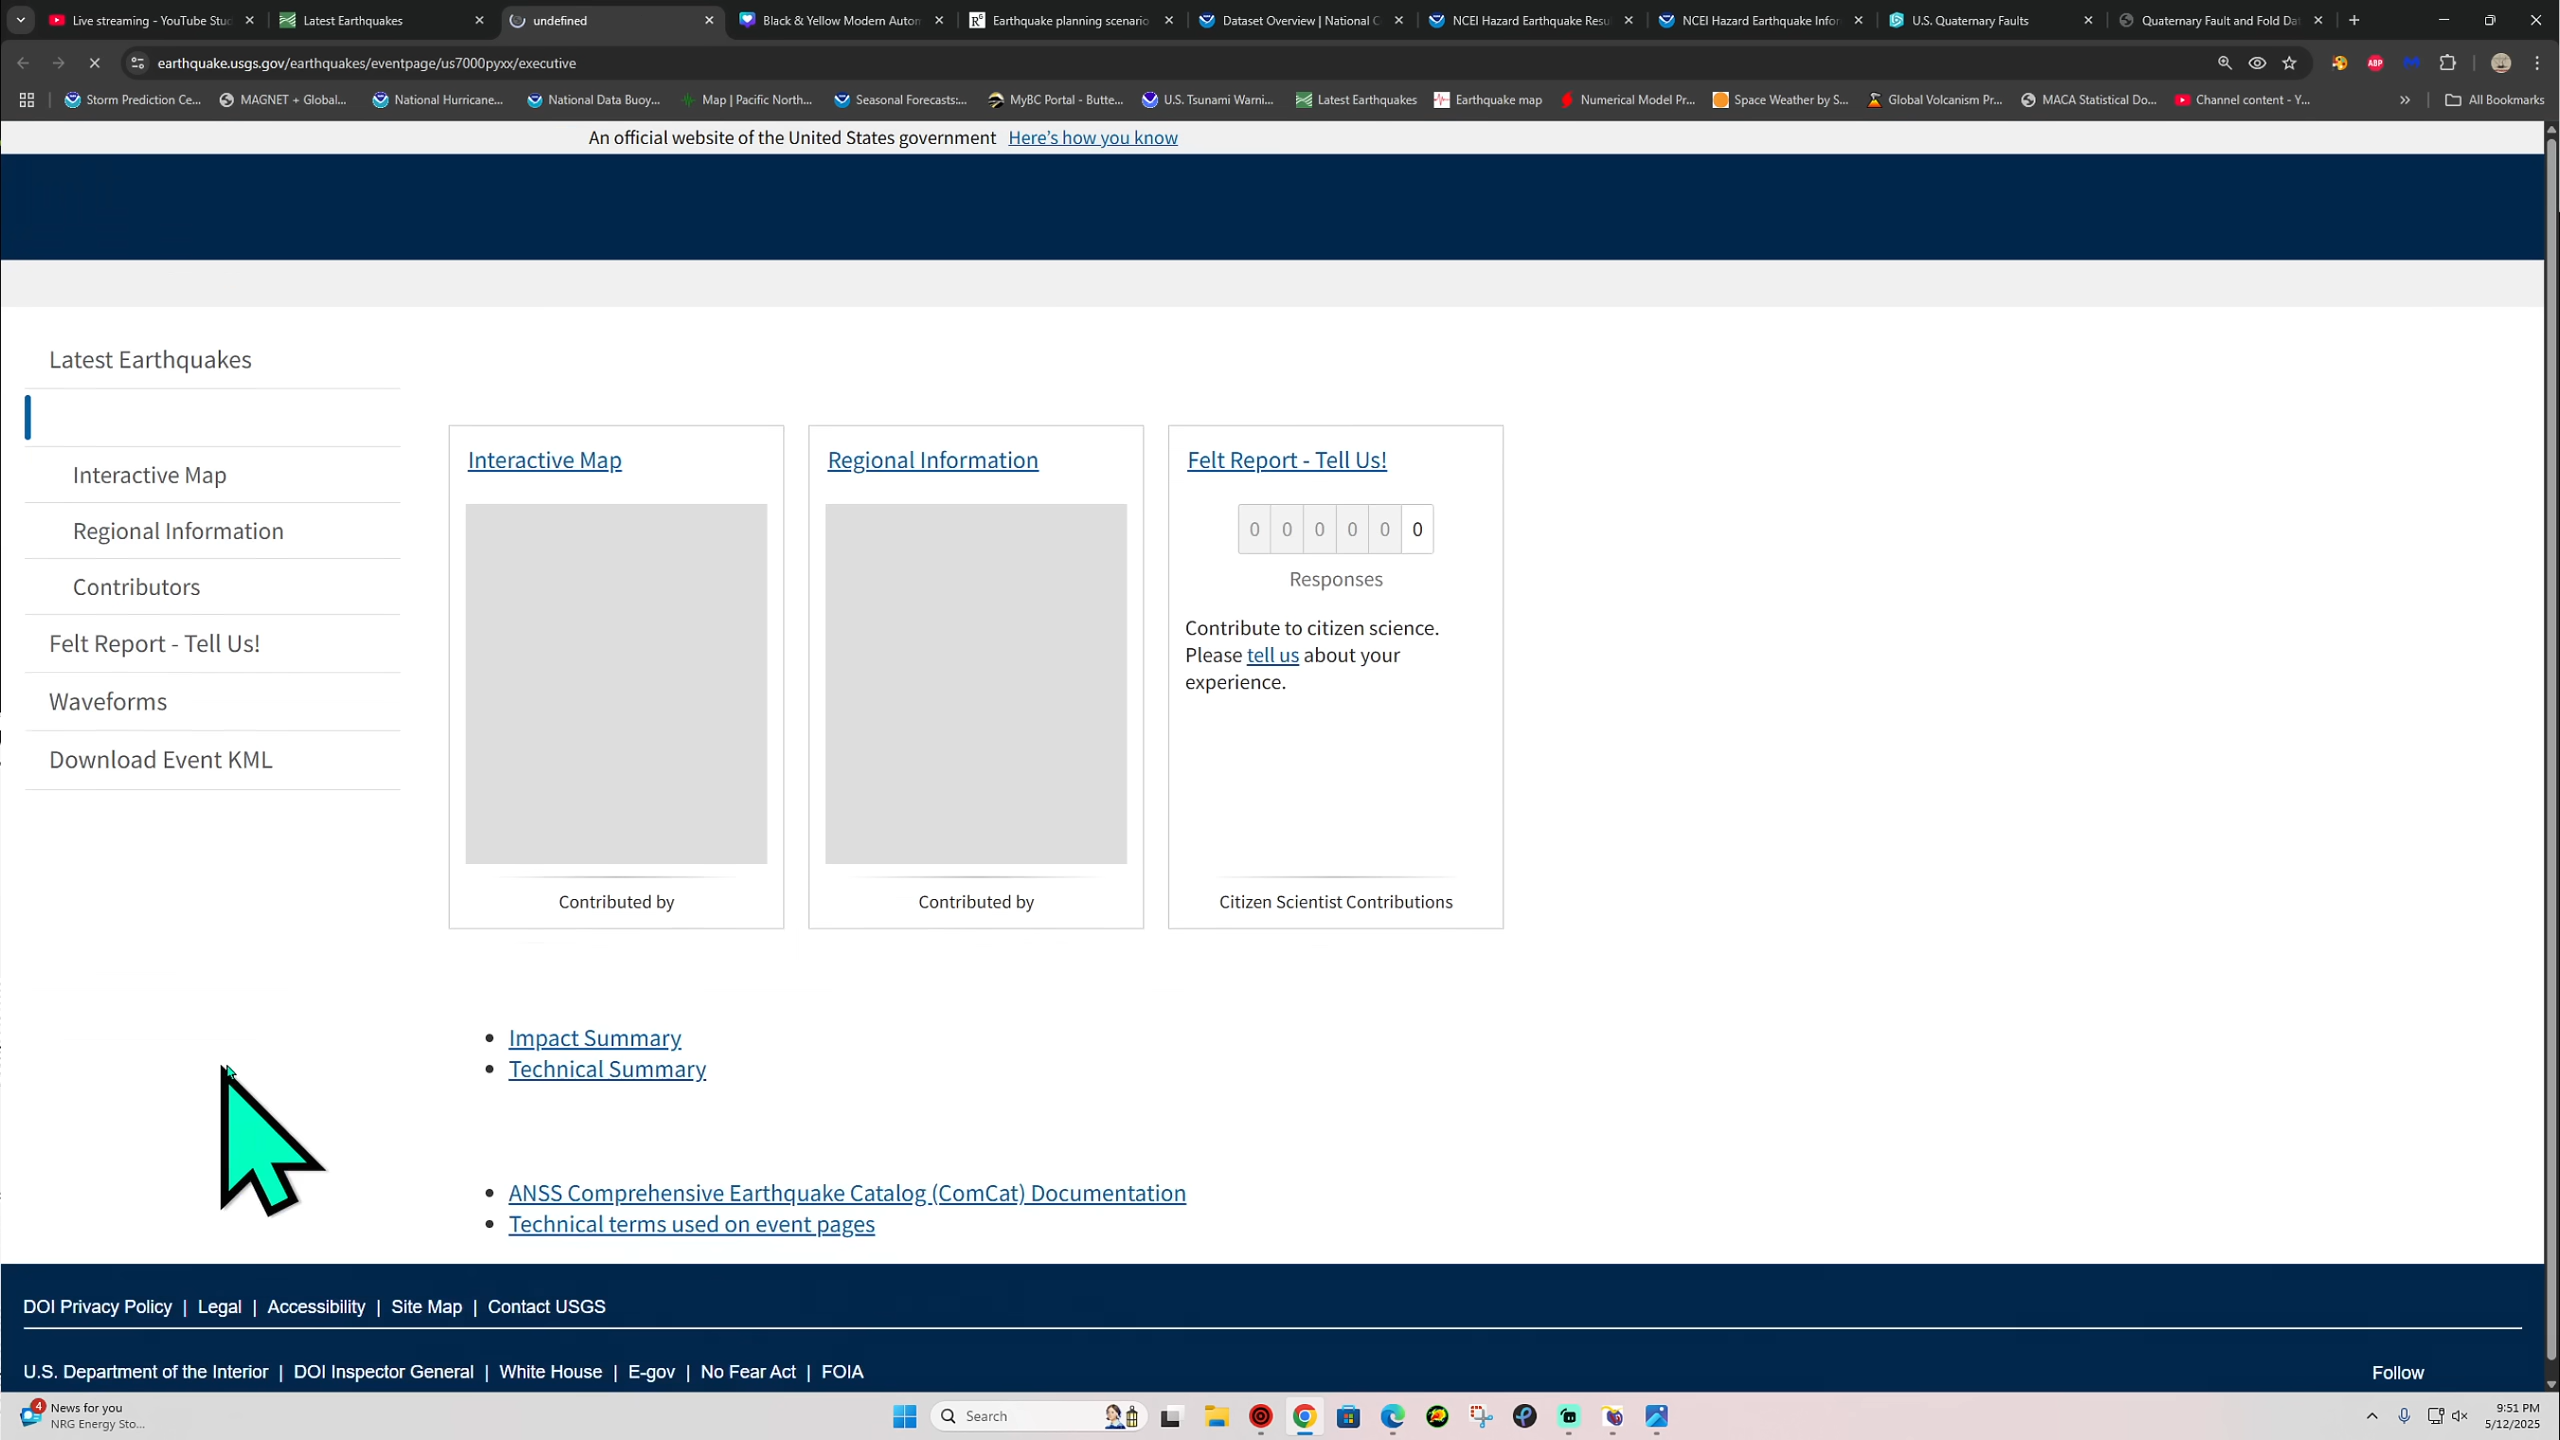 Live streaming - YouTube Stu
Latest Earthquakes
undefined
Black & Yellow Modern Autom
Earthquake planning scenario
Dataset Overview | National C
NCEI Hazard Earthquake Resu
NCEI Hazard Earthquake Infor
U.S. Quaternary Faults
Quaternary Fault and Fold Dat
earthquake.usgs.gov/earthquakes/eventpage/us7000pyxx/executive
ABP
Storm Prediction Ce...
MAGNET + Global...
National Hurricane...
National Data Buoy...
Map | Pacific North...
Seasonal Forecasts:...
MyBC Portal - Butte...
U.S. Tsunami Warni...
Latest Earthquakes
Earthquake map
Numerical Model Pr...
Space Weather by S...
Global Volcanism Pr...
MACA Statistical Do...
Channel content - Y...
All Bookmarks
An official website of the United States government Here's how you know
Latest Earthquakes
Interactive Map
Regional Information
Contributors
Felt Report - Tell Us!
Waveforms
Download Event KML
Interactive Map
Contributed by
Regional Information
Contributed by
Felt Report - Tell Us!
0 0 0 0 0 0
Responses
Contribute to citizen science.
Please tell us about your
experience.
Citizen Scientist Contributions
• Impact Summary
• Technical Summary
• ANSS Comprehensive Earthquake Catalog (ComCat) Documentation
• Technical terms used on event pages
DOI Privacy Policy | Legal | Accessibility | Site Map | Contact USGS
U.S. Department of the Interior | DOI Inspector General | White House | E-gov | No Fear Act | FOIA
Follow
4
News for you
NRG Energy Sto...
Search
9:51 PM
5/12/2025